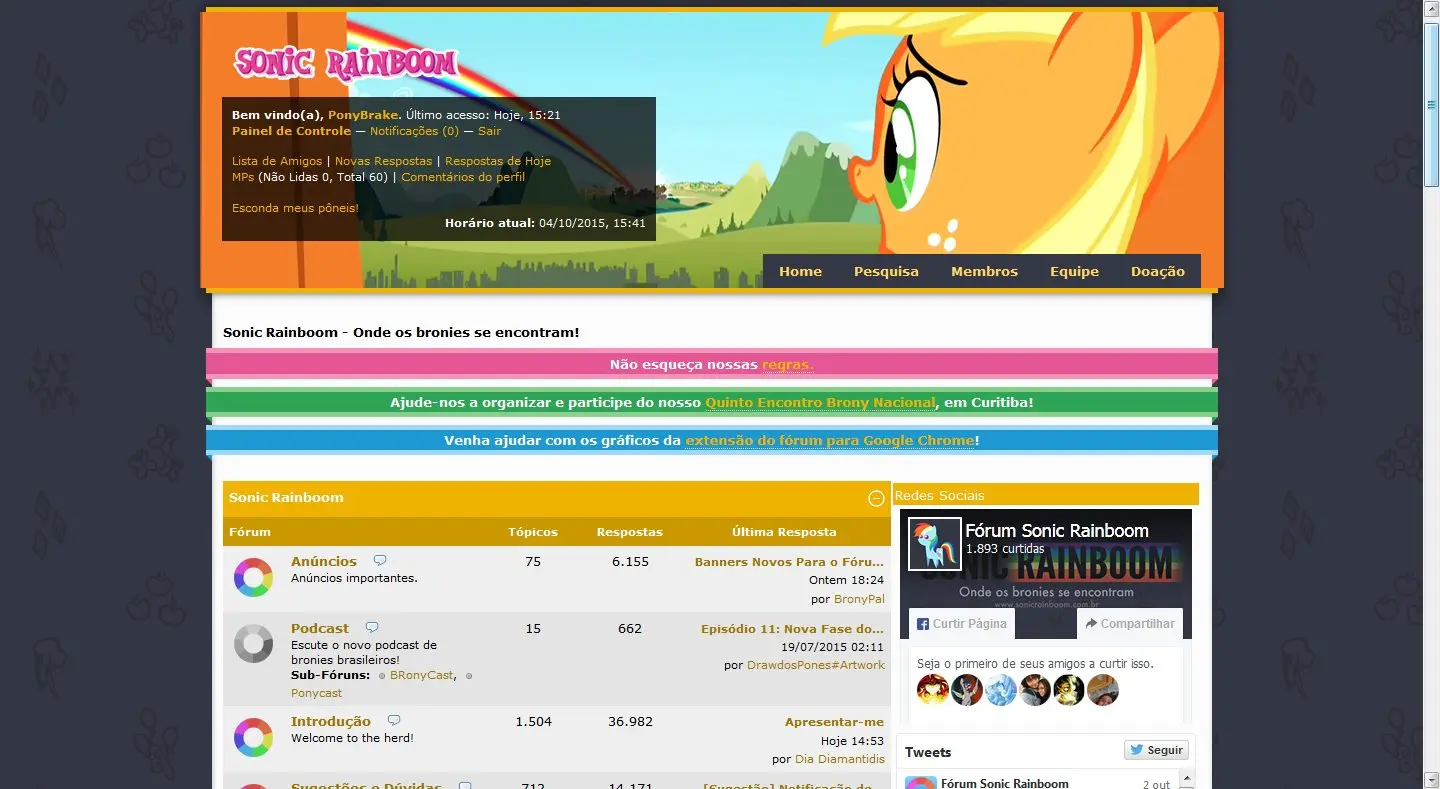 SONIC RAINBOOM
Bem vindo(a), PonyBrake. Último acesso: Hoje, 15:21
Painel de Controle — Notificações (0) — Sair
Lista de Amigos | Novas Respostas | Respostas de Hoje
MPs (Não Lidas 0, Total 60) | Comentários do perfil
Esconda meus pôneis!
Horário atual: 04/10/2015, 15:41
Home Pesquisa Membros Equipe Doação
Sonic Rainboom - Onde os bronies se encontram!
Não esqueça nossas regras.
Ajude-nos a organizar e participe do nosso Quinto Encontro Brony Nacional, em Curitiba!
Venha ajudar com os gráficos da extensão do fórum para Google Chrome!
Sonic Rainboom
Fórum Tópicos Respostas Última Resposta
Anúncios 75 6.155 Banners Novos Para o Fóru...
Anúncios importantes.
Ontem 18:24
por BronyPal
Podcast 15 662 Episódio 11: Nova Fase do...
Escute o novo podcast de
bronies brasileiros!
Sub-Fóruns: BRonyCast,
Ponycast
19/07/2015 02:11
por DrawdosPones#Artwork
Introdução 1.504 36.982 Apresentar-me
Welcome to the herd!
Hoje 14:53
por Dia Diamantidis
Sugestões e Dúvidas 712 14.171 [Sugestão] Notificação de...
Redes Sociais
Fórum Sonic Rainboom
1.893 curtidas
SONIC RAINBOOM
Onde os bronies se encontram
www.sonicrainboom.com.br
Curtir Página Compartilhar
Seja o primeiro de seus amigos a curtir isso.
Tweets Seguir
Fórum Sonic Rainboom 2 out